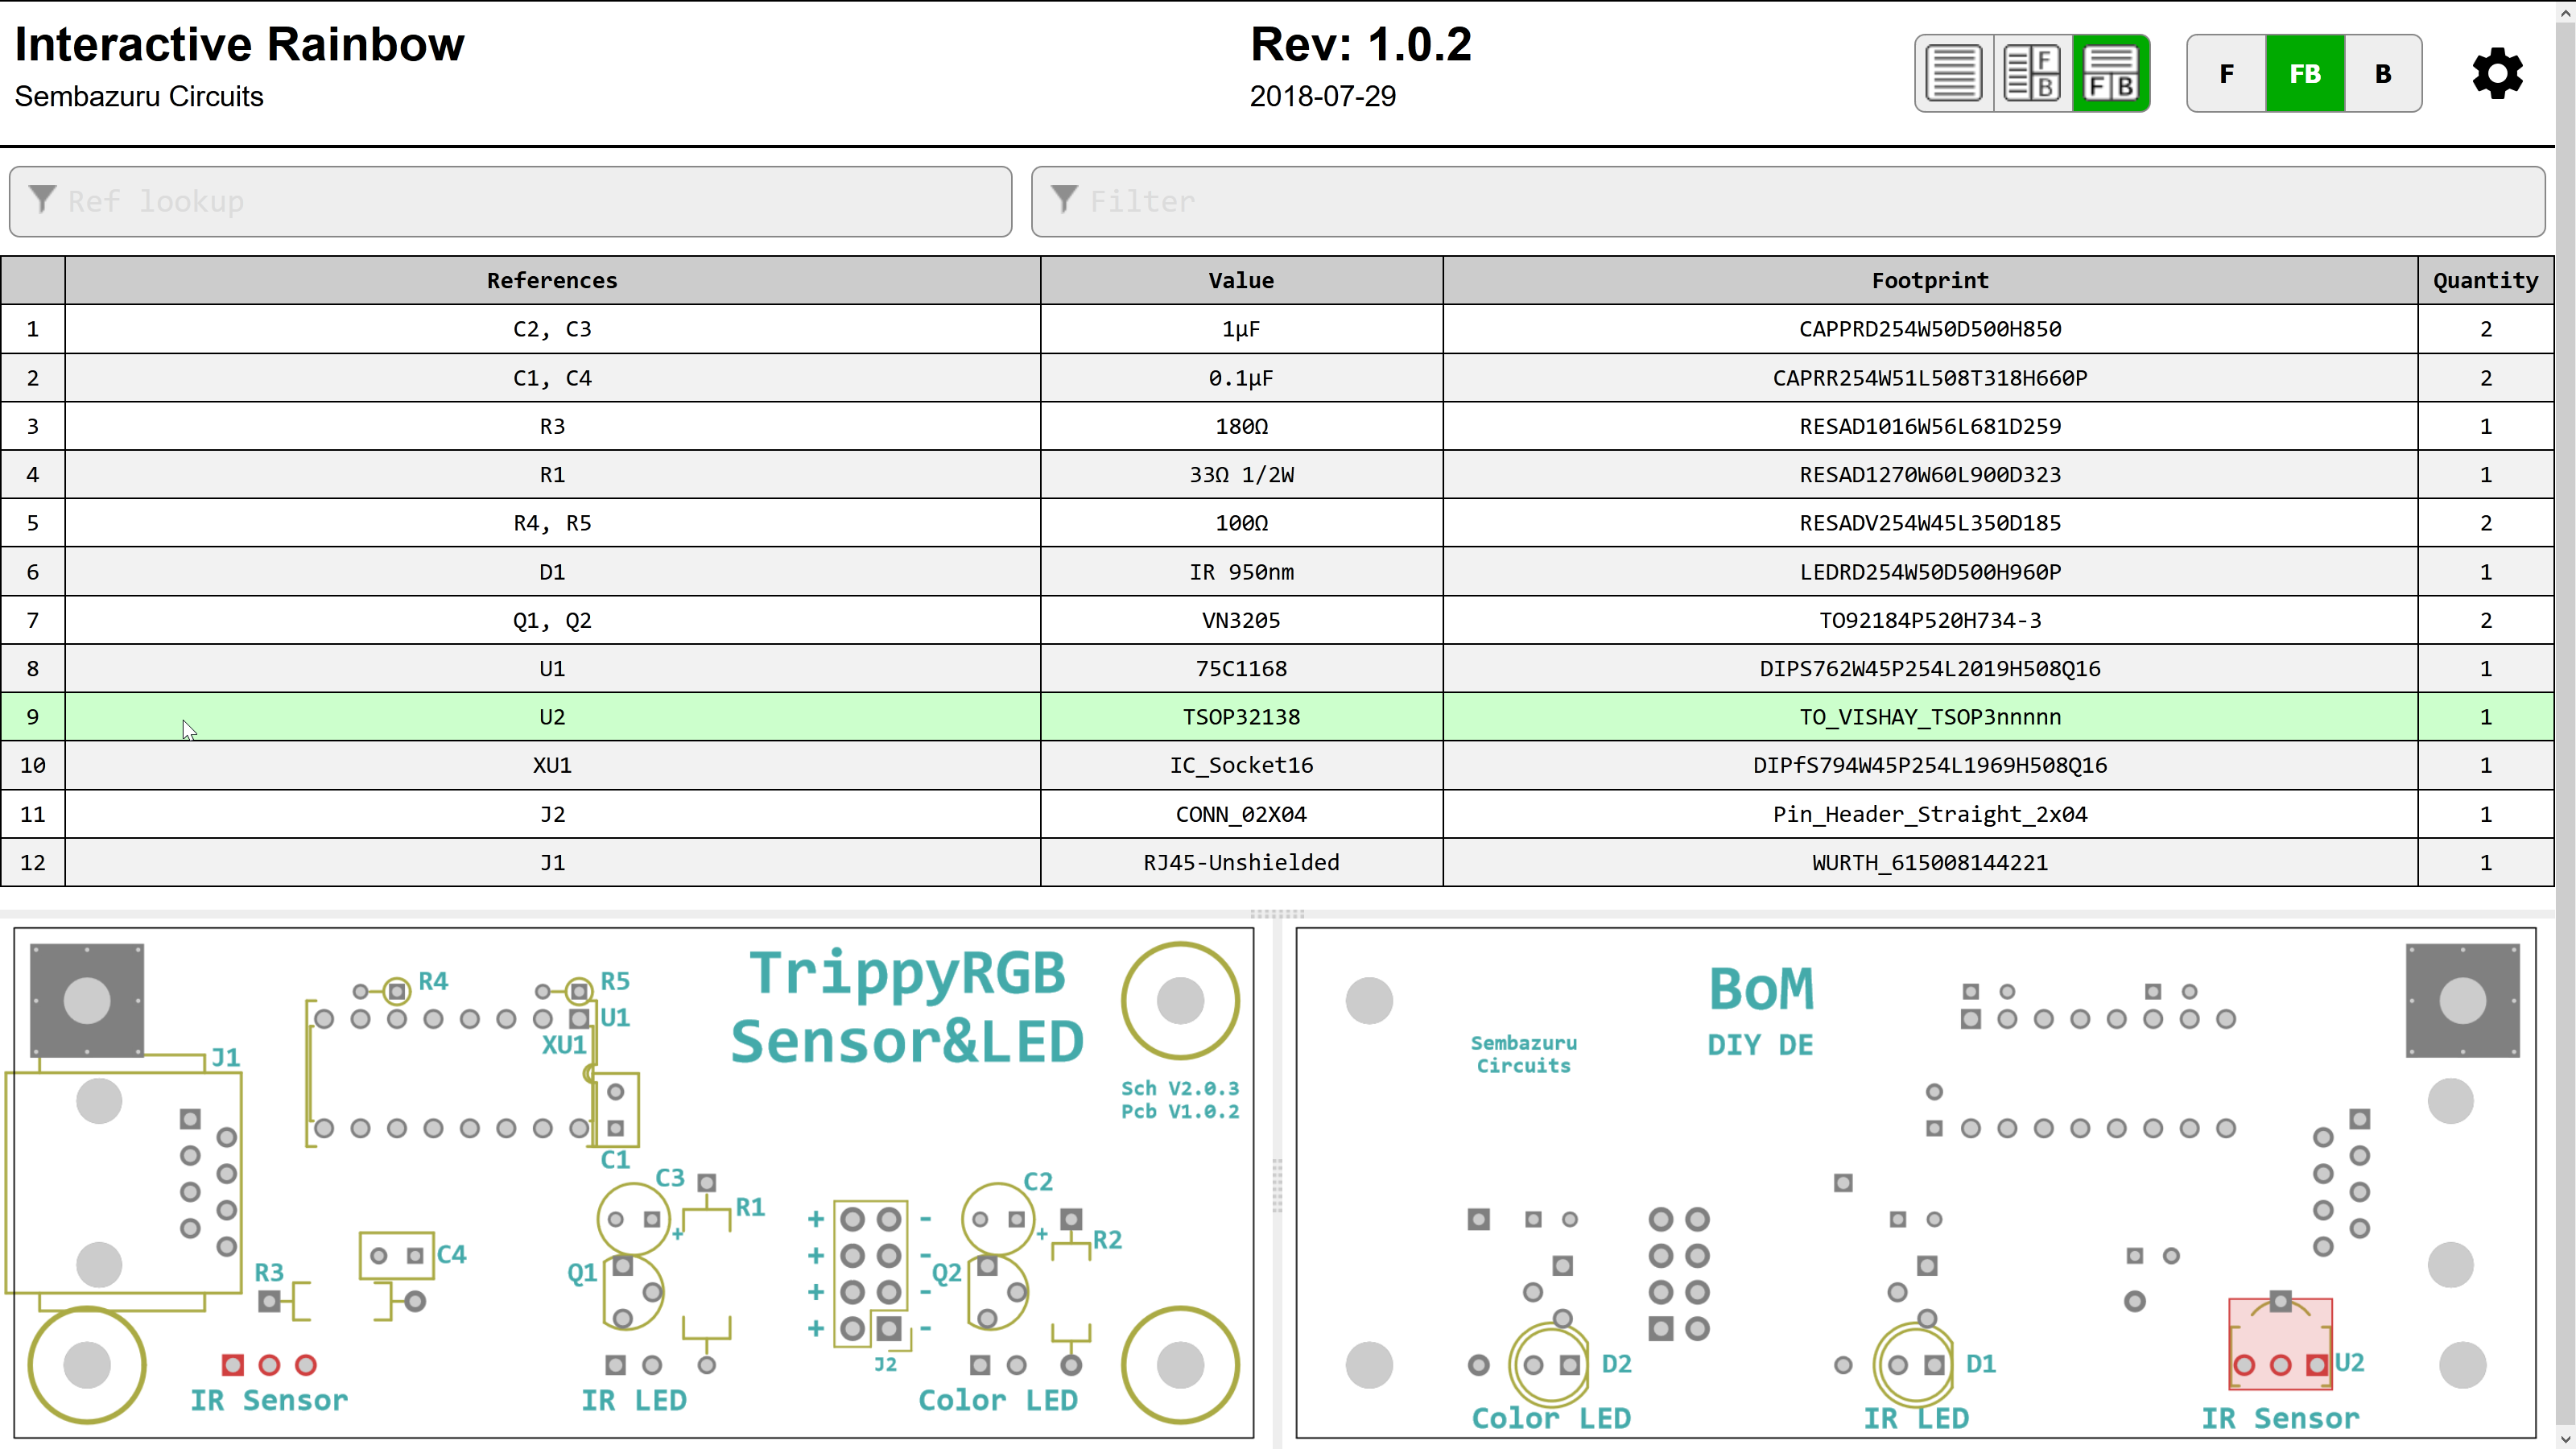 Interactive Rainbow
Rev: 1.0.2
Sembazuru Circuits
2018-07-29
F
B
F B
F
FB
B
Ref lookup
Filter
References Value Footprint Quantity
1 C2, C3 1µF CAPPRD254W50D500H850 2
2 C1, C4 0.1µF CAPRR254W51L508T318H660P 2
3 R3 180Ω RESAD1016W56L681D259 1
4 R1 33Ω 1/2W RESAD1270W60L900D323 1
5 R4, R5 100Ω RESADV254W45L350D185 2
6 D1 IR 950nm LEDRD254W50D500H960P 1
7 Q1, Q2 VN3205 TO92184P520H734-3 2
8 U1 75C1168 DIPS762W45P254L2019H508Q16 1
9 U2 TSOP32138 TO_VISHAY_TSOP3nnnnn 1
10 XU1 IC_Socket16 DIPfS794W45P254L1969H508Q16 1
11 J2 CONN_02X04 Pin_Header_Straight_2x04 1
12 J1 RJ45-Unshielded WURTH_615008144221 1
TrippyRGB
Sensor&LED
R4
R5
U1
XU1
J1
Sch V2.0.3
Pcb V1.0.2
C1
C3
R1
C2
R2
+ -
+ -
+ -
+ -
+
+
C4
R3
Q1
Q2
J2
IR Sensor
IR LED
Color LED
BoM
DIY DE
Sembazuru
Circuits
D2
D1
U2
Color LED
IR LED
IR Sensor